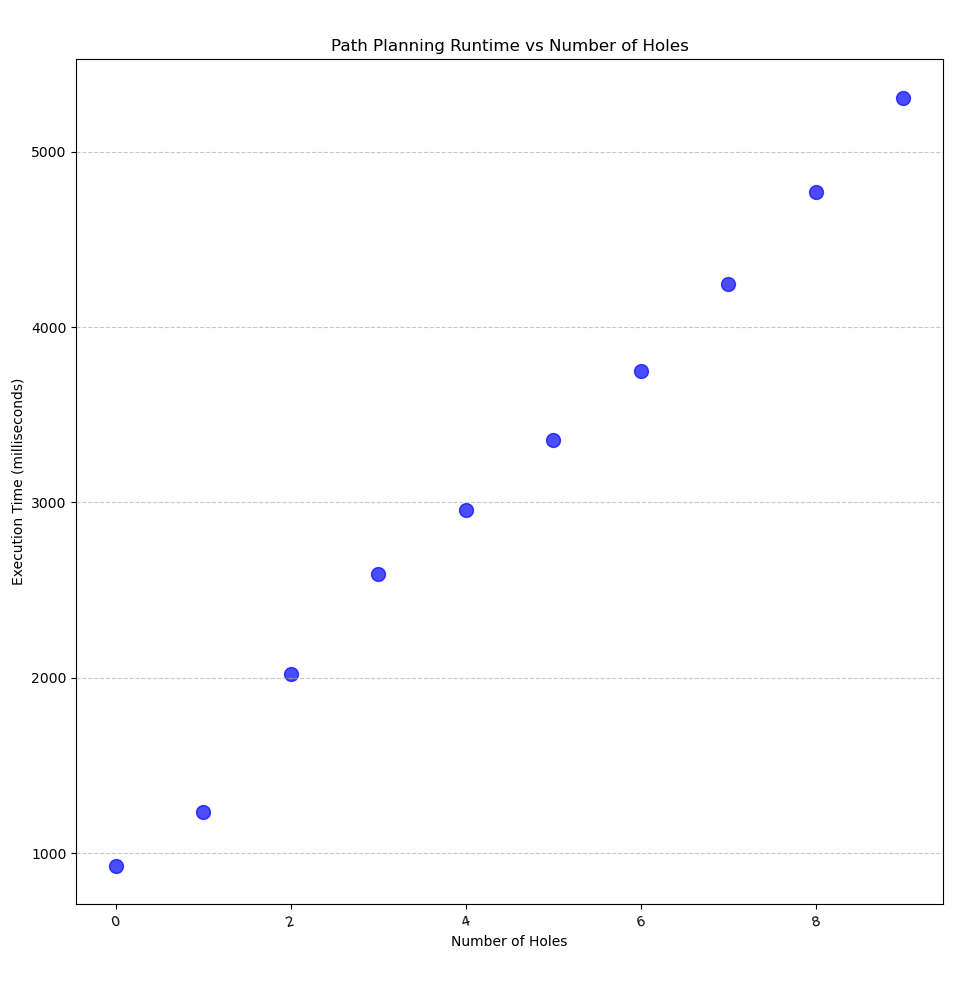 Path Planning Runtime vs Number of Holes
5000
4000
3000
2000
1000
Execution Time (milliseconds)
0 2 4 6 8
Number of Holes